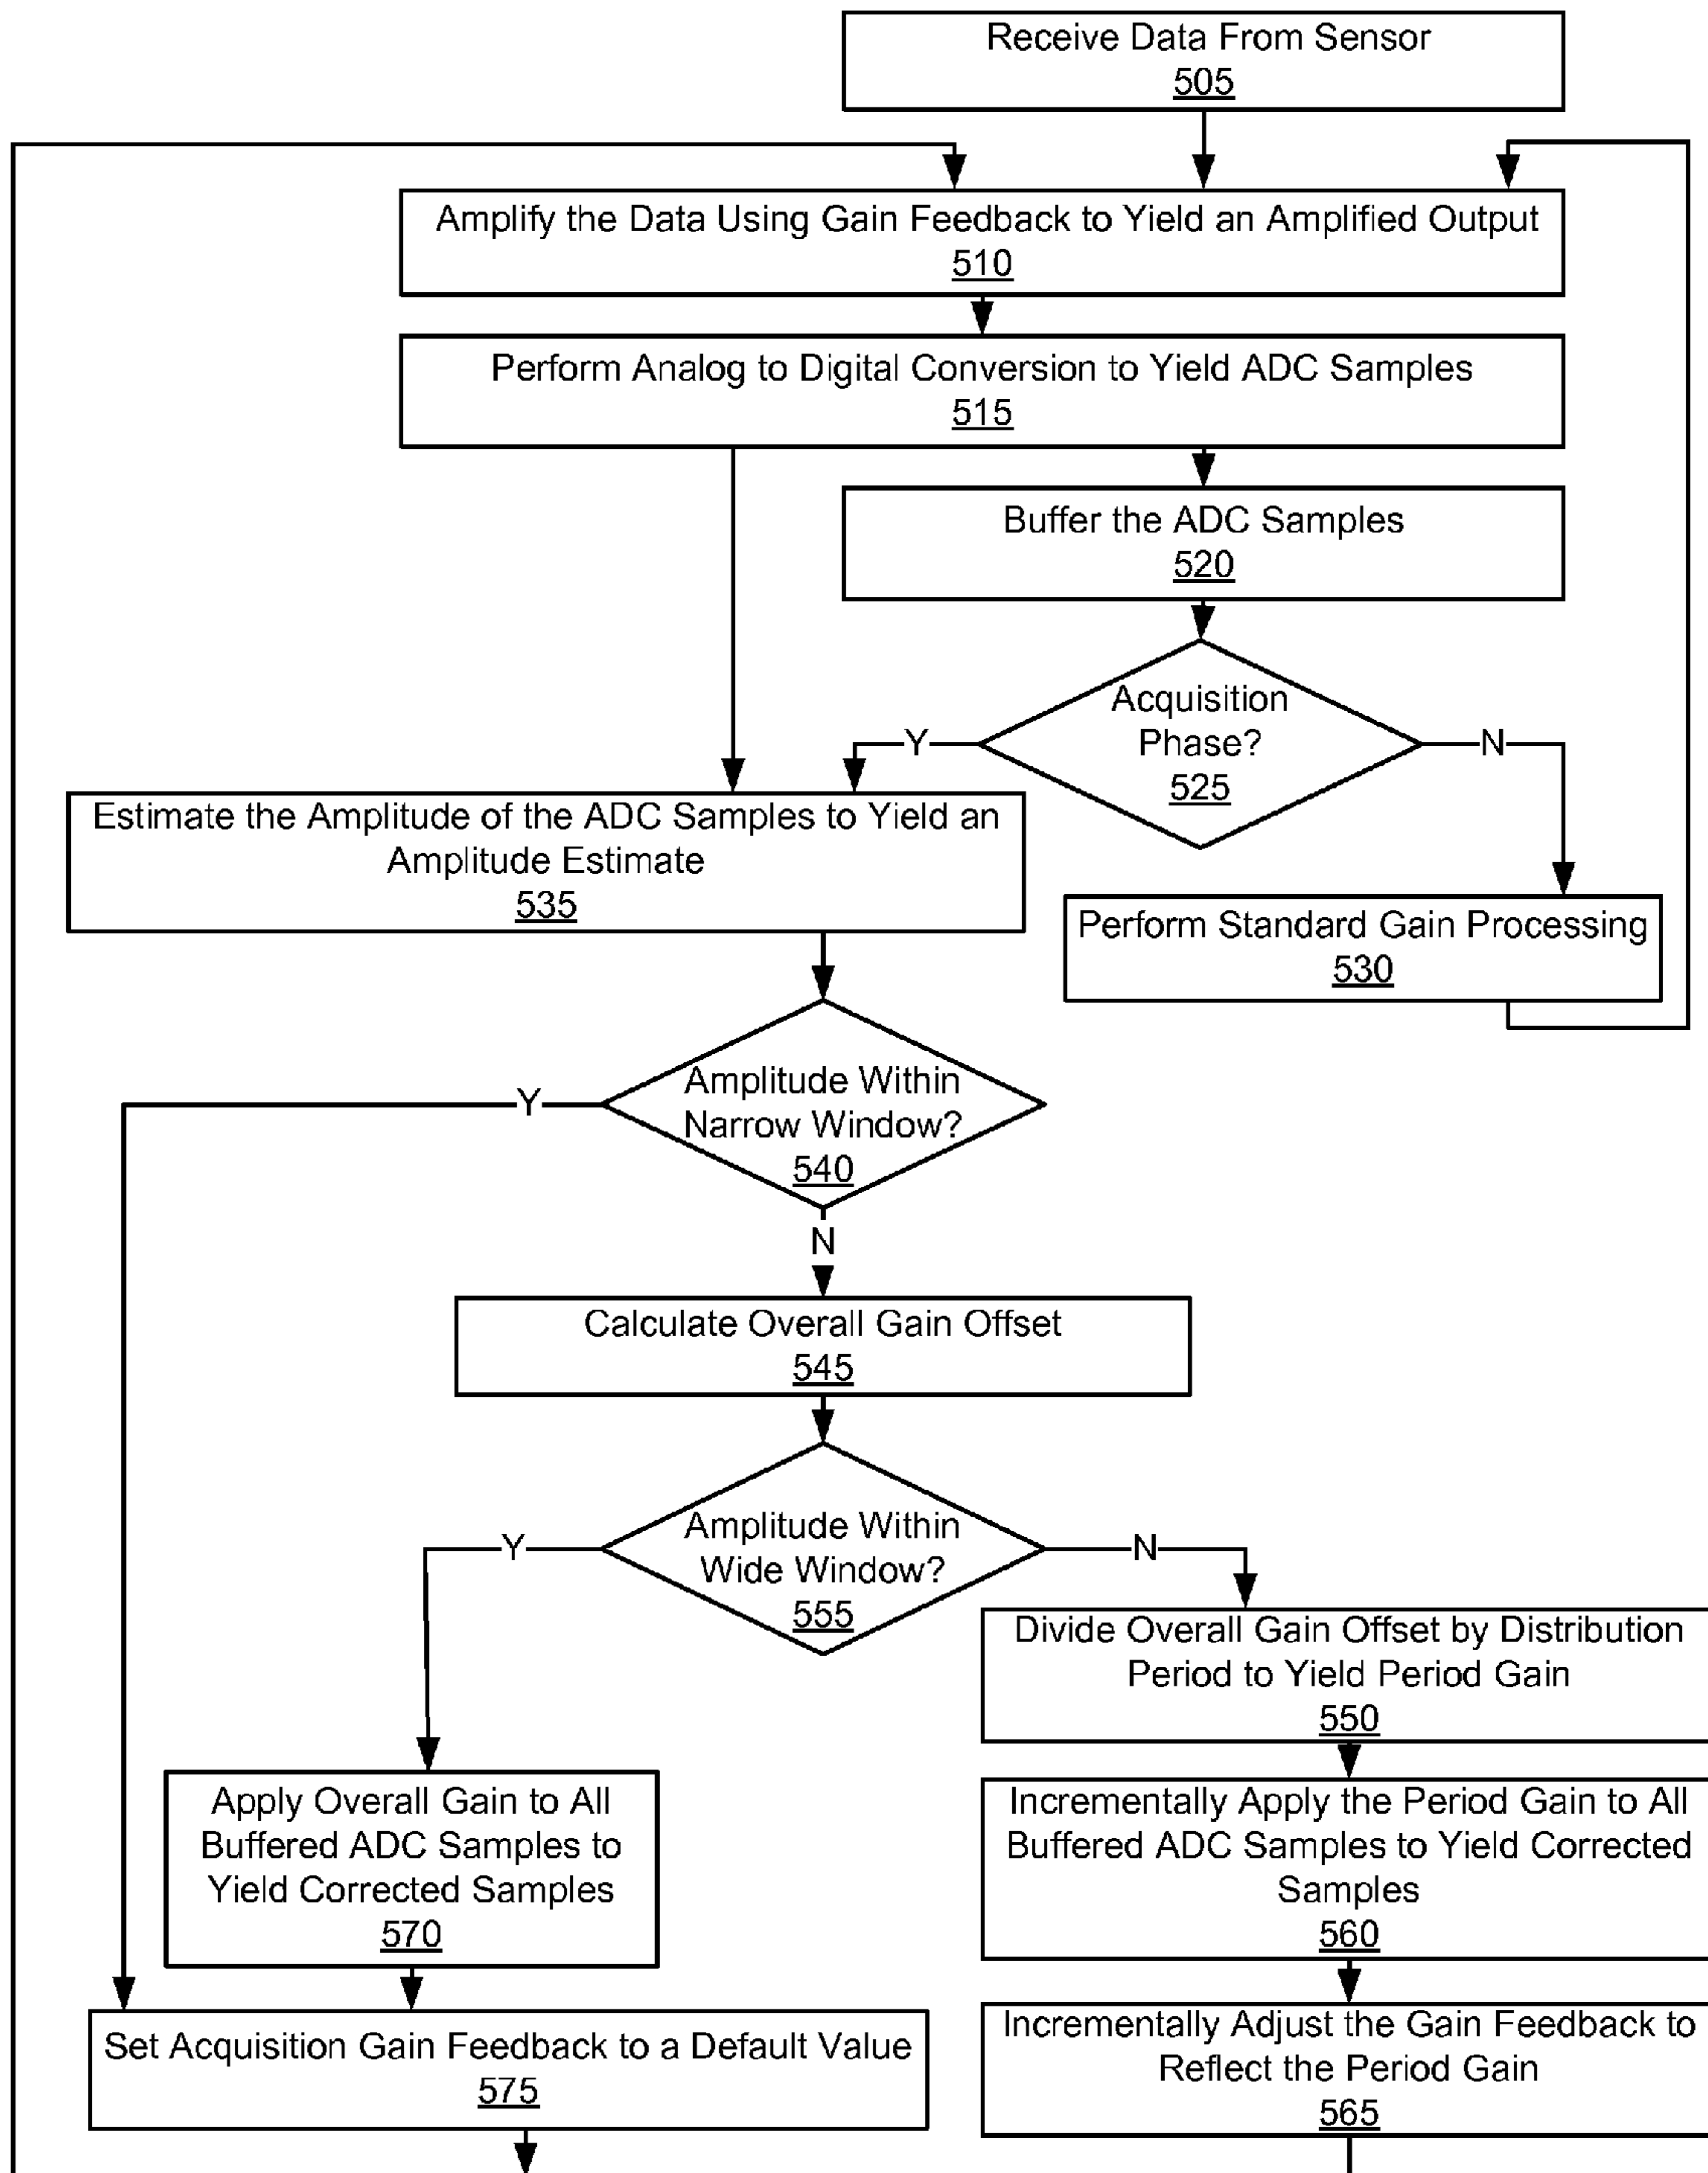 Receive Data From Sensor
505
Amplify the Data Using Gain Feedback to Yield an Amplified Output
510
Perform Analog to Digital Conversion to Yield ADC Samples
515
Buffer the ADC Samples
520
Acquisition
Phase?
525
Y
N
Estimate the Amplitude of the ADC Samples to Yield an
Amplitude Estimate
535
Perform Standard Gain Processing
530
Amplitude Within
Narrow Window?
540
Y
N
Calculate Overall Gain Offset
545
Amplitude Within
Wide Window?
555
Y
N
Divide Overall Gain Offset by Distribution
Period to Yield Period Gain
550
Apply Overall Gain to All
Buffered ADC Samples to
Yield Corrected Samples
570
Incrementally Apply the Period Gain to All
Buffered ADC Samples to Yield Corrected
Samples
560
Set Acquisition Gain Feedback to a Default Value
575
Incrementally Adjust the Gain Feedback to
Reflect the Period Gain
565